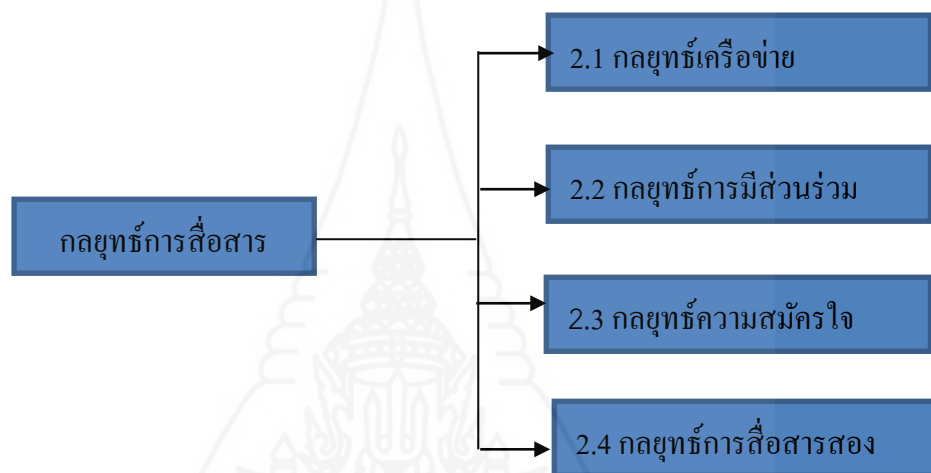 2.1 กลยุทธ์เครือข่าย
2.2 กลยุทธ์การมีส่วนร่วม
กลยุทธ์การสื่อสาร
2.3 กลยุทธ์ความสมัครใจ
2.4 กลยุทธ์การสื่อสารสอง